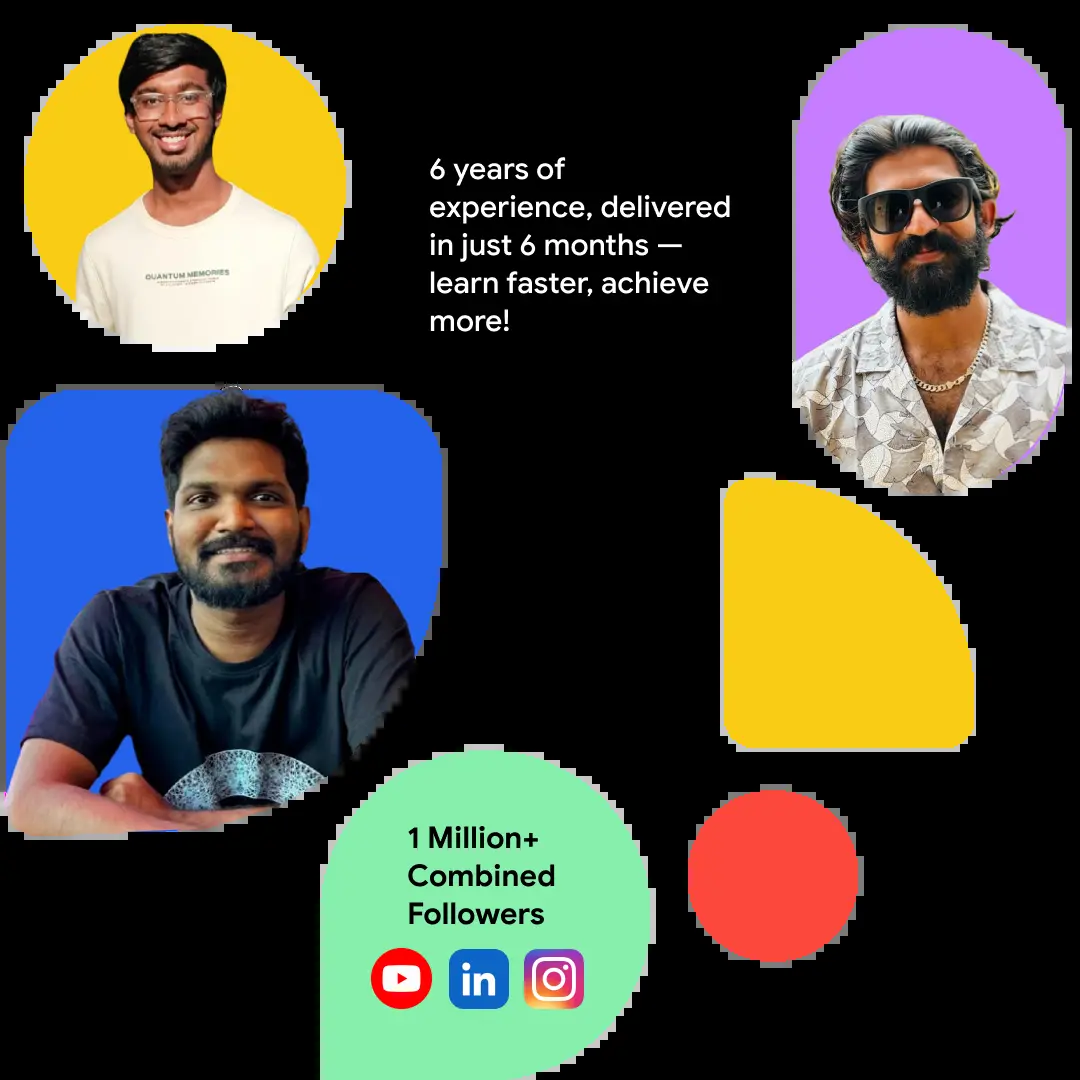 6 years of
experience, delivered
in just 6 months —
learn faster, achieve
more!
QUANTUM MEMORIES
1 Million+
Combined
Followers
in